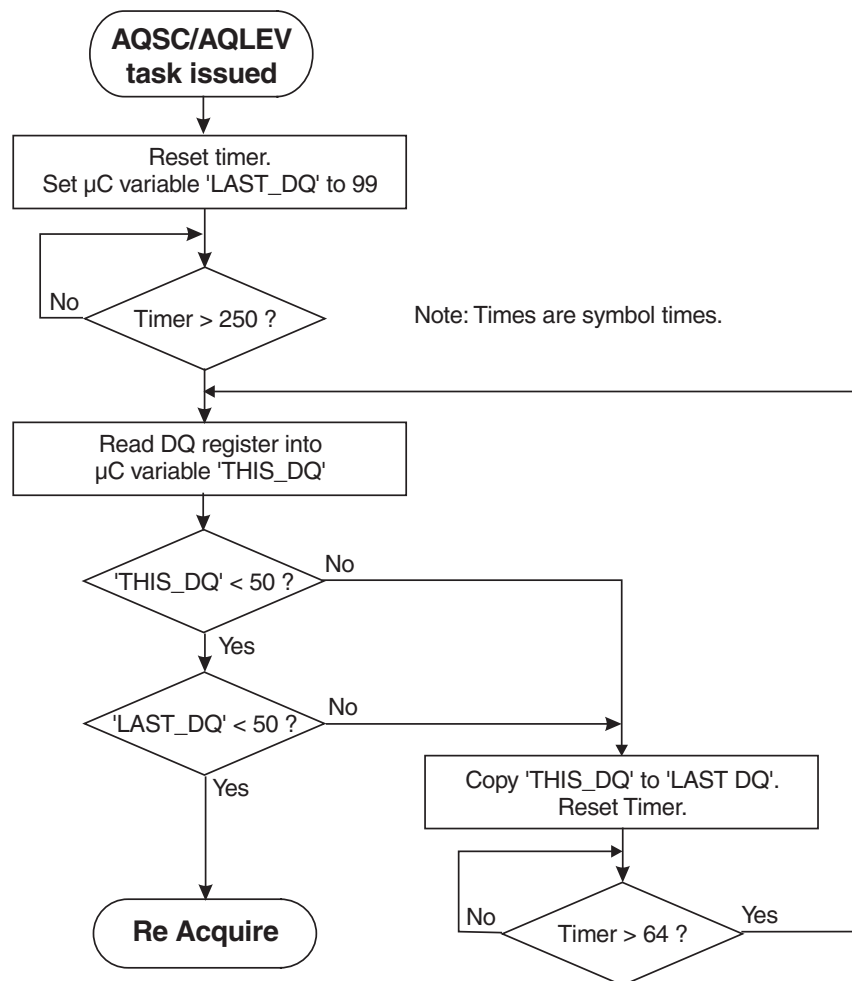 AQSC/AQLEV
task issued
Reset timer.
Set µC variable 'LAST_DQ' to 99
No
Timer > 250 ?
Note: Times are symbol times.
Read DQ register into
µC variable 'THIS_DQ'
'THIS_DQ' < 50 ?
No
Yes
'LAST_DQ' < 50 ?
No
Yes
Copy 'THIS_DQ' to 'LAST DQ'.
Reset Timer.
Re Acquire
No
Timer > 64 ?
Yes